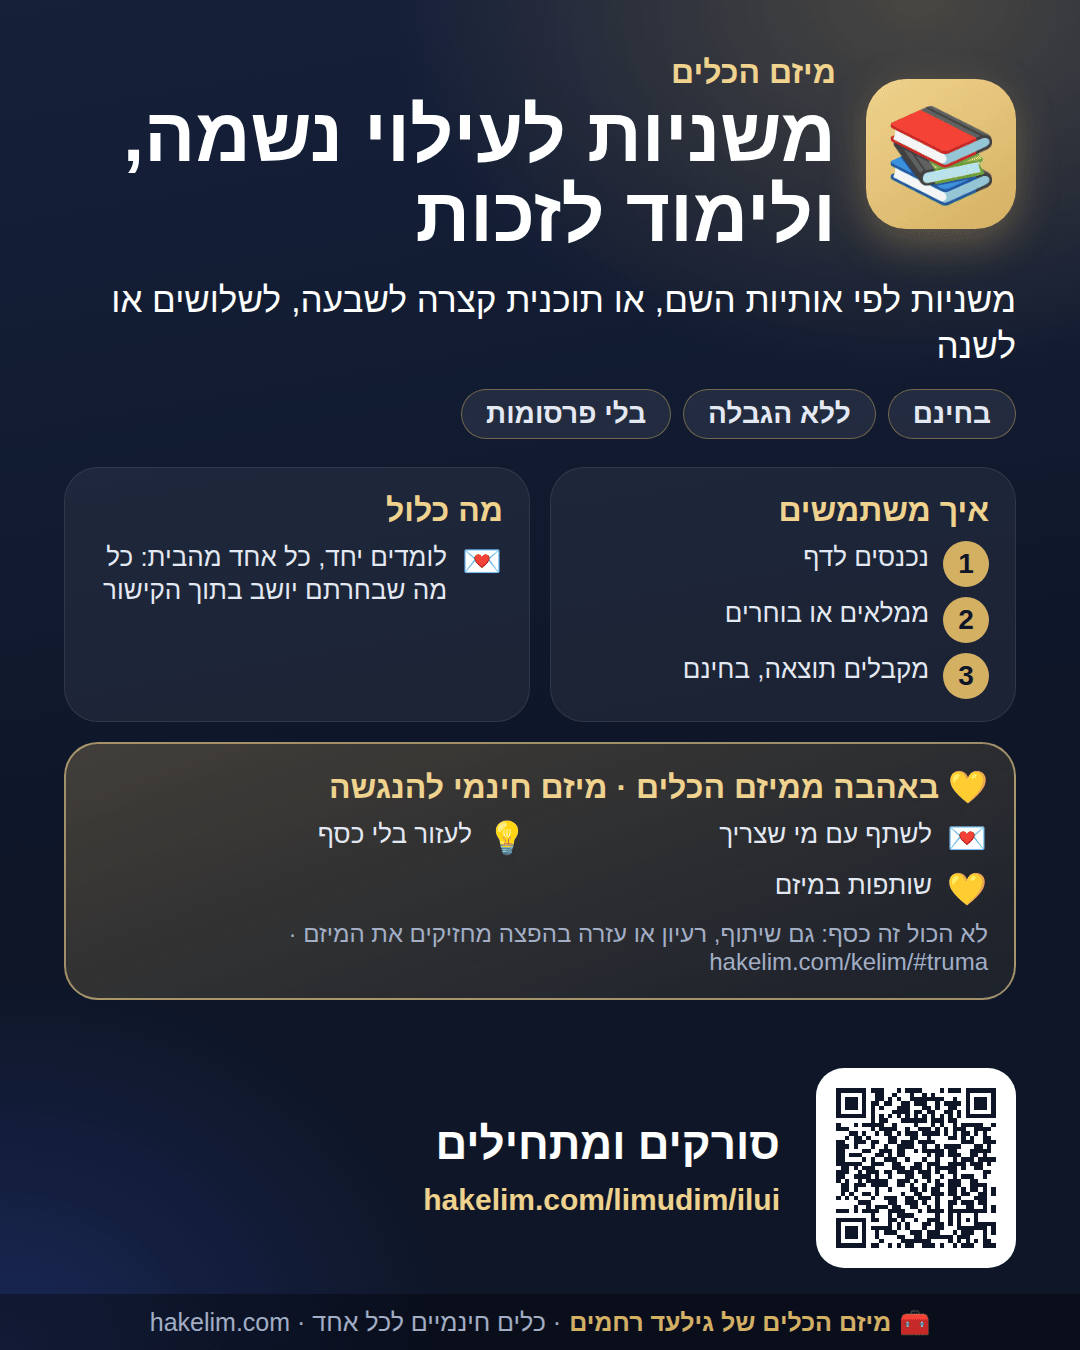 מיזם הכלים
משניות לעילוי נשמה,
ולימוד לזכות
משניות לפי אותיות השם, או תוכנית קצרה לשבעה, לשלושים או
לשנה
בחינם
ללא הגבלה
בלי פרסומות
איך משתמשים
1 נכנסים לדף
2 ממלאים או בוחרים
3 מקבלים תוצאה, בחינם
מה כלול
לומדים יחד, כל אחד מהבית: כל
מה שבחרתם יושב בתוך הקישור
באהבה ממיזם הכלים · מיזם חינמי להנגשה
לשתף עם מי שצריך
לעזור בלי כסף
שותפות במיזם
לא הכול זה כסף: גם שיתוף, רעיון או עזרה בהפצה מחזיקים את המיזם ·
hakelim.com/kelim/#truma
סורקים ומתחילים
hakelim.com/limudim/ilui
מיזם הכלים של גילעד רחמים · כלים חינמיים לכל אחד · hakelim.com